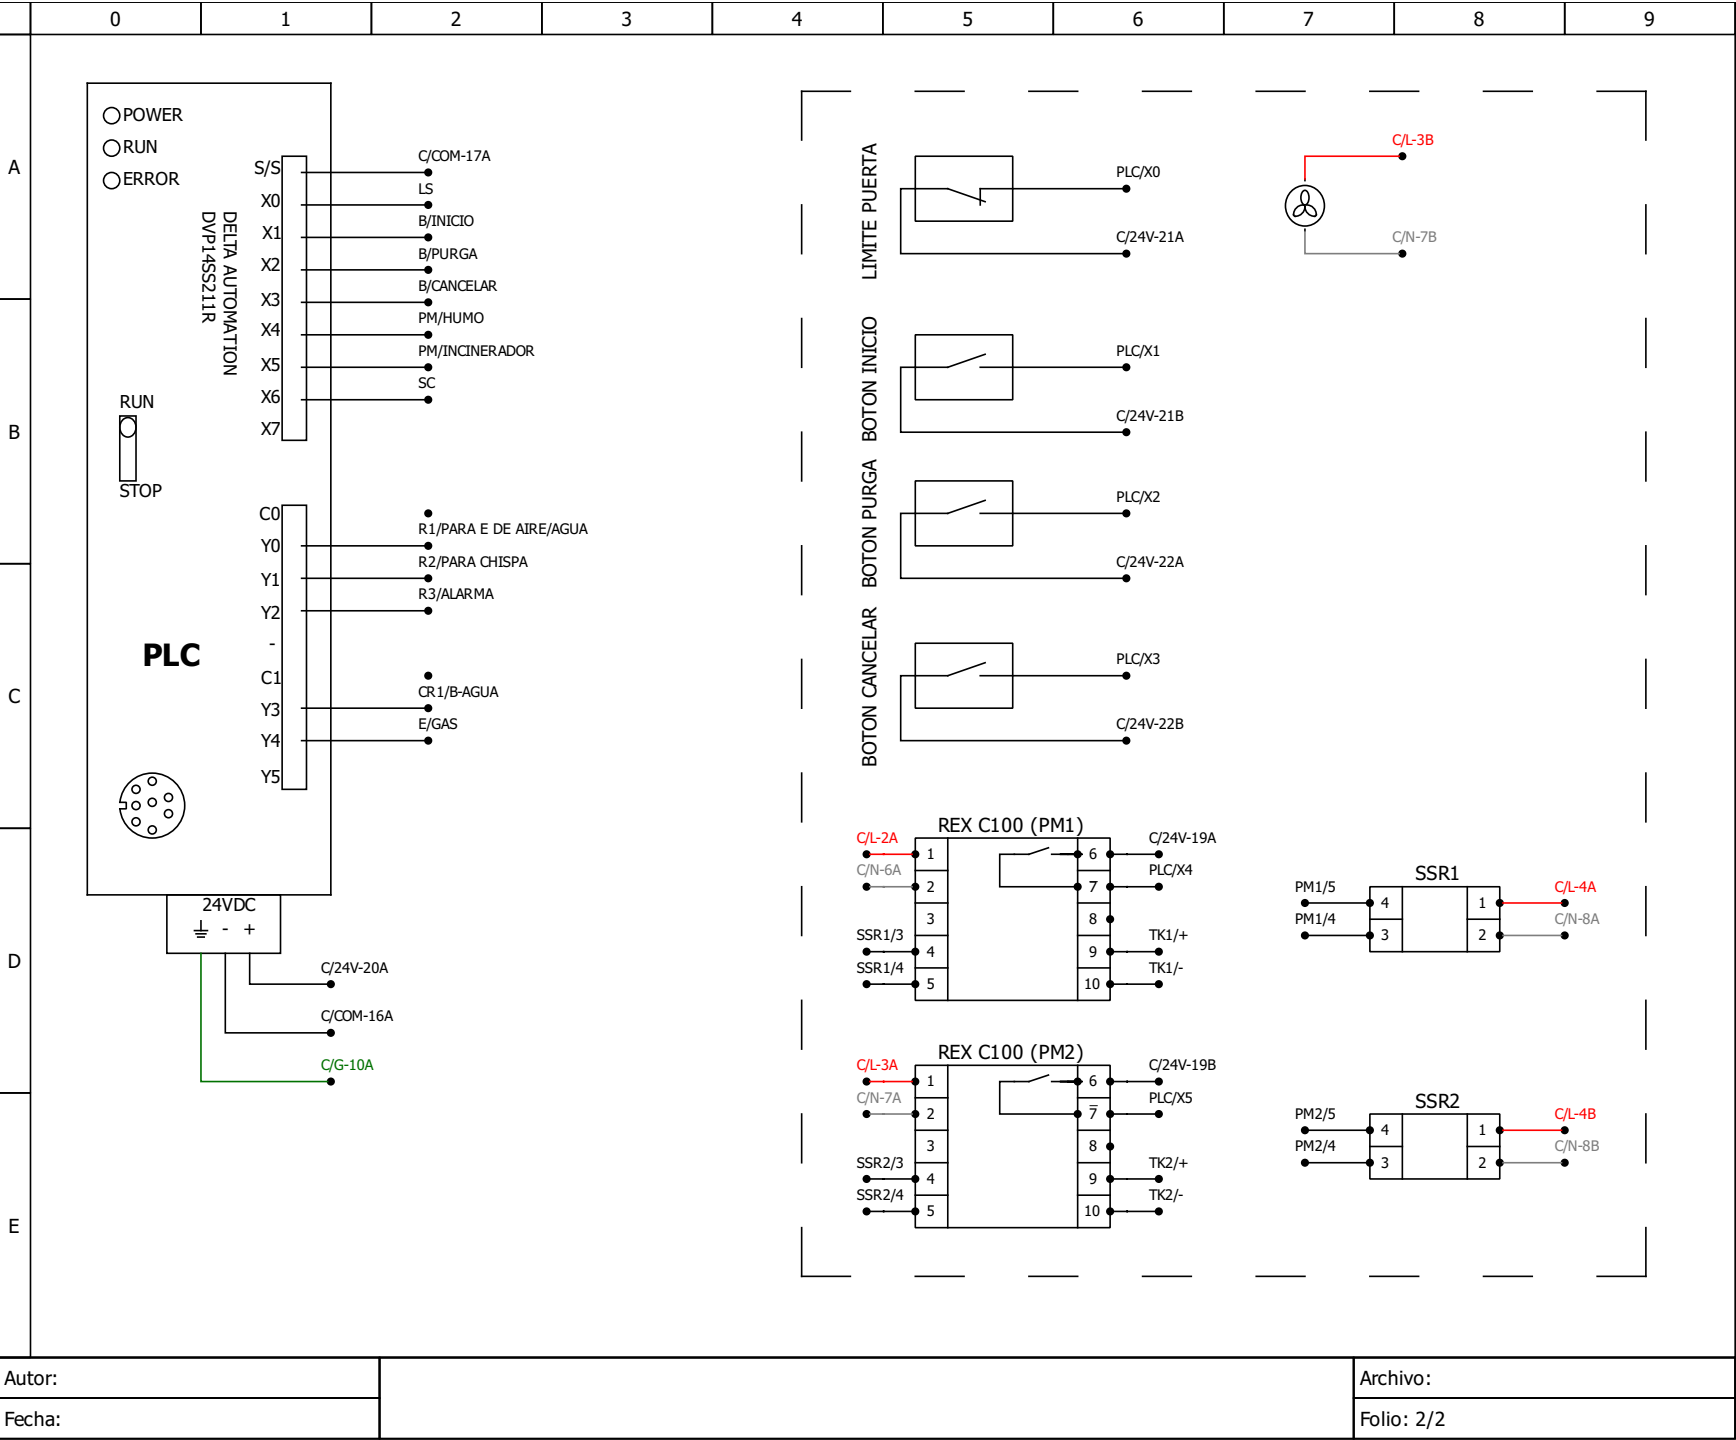 0 1 2 3 4 5 6 7 8 9
A
B
C
D
E
POWER
RUN
ERROR
DELTA AUTOMATION
DVP14SS211R
RUN
STOP
PLC
S/S C/COM-17A
X0 LS
X1 B/INICIO
X2 B/PURGA
X3 B/CANCELAR
X4 PM/HUMO
X5 PM/INCINERADOR
X6 SC
X7
C0
Y0 R1/PARA E DE AIRE/AGUA
Y1 R2/PARA CHISPA
Y2 R3/ALARMA
-
C1
Y3 CR1/B-AGUA
Y4 E/GAS
Y5
24VDC
- +
C/24V-20A
C/COM-16A
C/G-10A
LIMITE PUERTA
PLC/X0
C/24V-21A
BOTON INICIO
PLC/X1
C/24V-21B
BOTON PURGA
PLC/X2
C/24V-22A
BOTON CANCELAR
PLC/X3
C/24V-22B
C/L-3B
C/N-7B
REX C100 (PM1)
C/L-2A 1 6 C/24V-19A
C/N-6A 2 7 PLC/X4
3 8
SSR1/3 4 9 TK1/+
SSR1/4 5 10 TK1/-
SSR1
PM1/5 4 1 C/L-4A
PM1/4 3 2 C/N-8A
REX C100 (PM2)
C/L-3A 1 6 C/24V-19B
C/N-7A 2 7 PLC/X5
3 8
SSR2/3 4 9 TK2/+
SSR2/4 5 10 TK2/-
SSR2
PM2/5 4 1 C/L-4B
PM2/4 3 2 C/N-8B
Autor:
Fecha:
Archivo:
Folio: 2/2